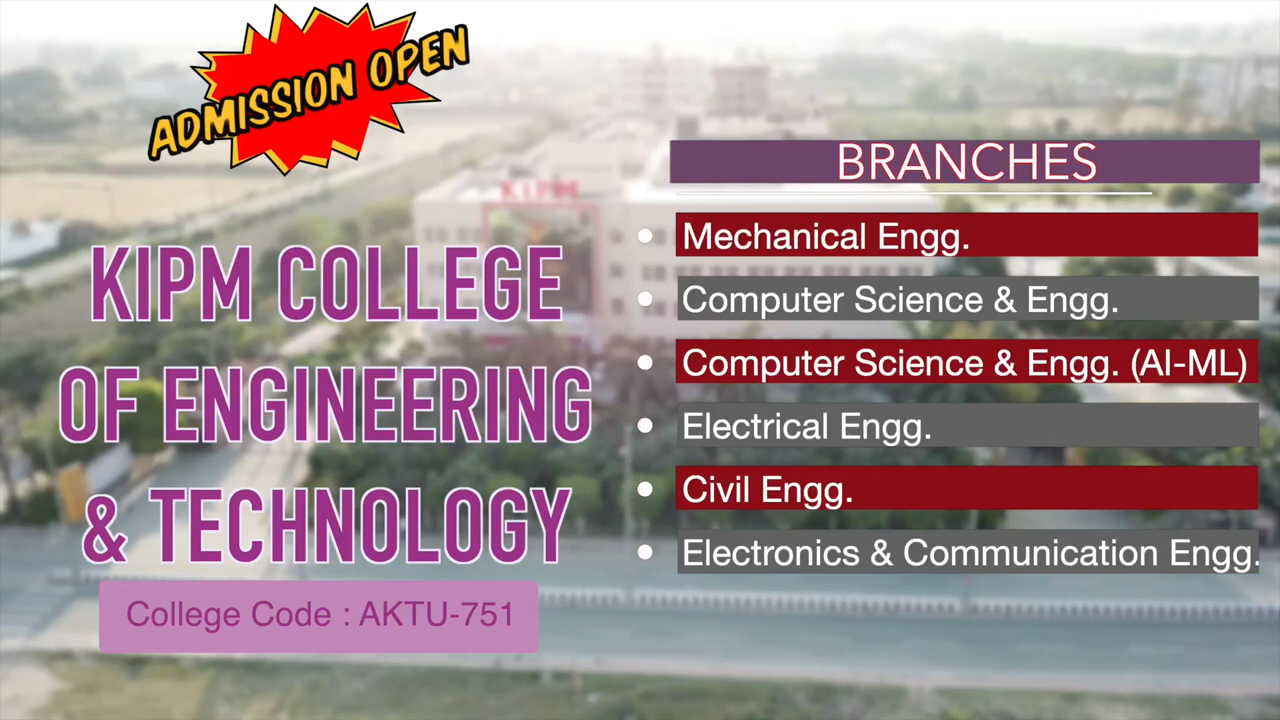 ADMISSION OPEN
KIPM COLLEGE
OF ENGINEERING
& TECHNOLOGY
College Code : AKTU-751
KIPM
BRANCHES
• Mechanical Engg.
• Computer Science & Engg.
• Computer Science & Engg. (AI-ML)
• Electrical Engg.
• Civil Engg.
• Electronics & Communication Engg.